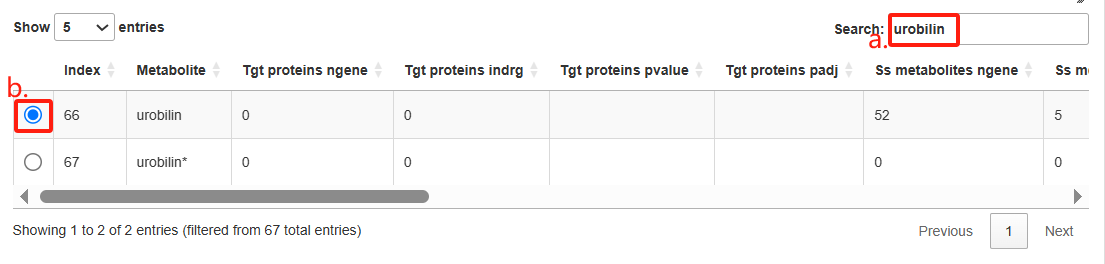 Show 5 entries Search: urobilin
a.
Index Metabolite Tgt proteins ngene Tgt proteins indrg Tgt proteins pvalue Tgt proteins padj Ss metabolites ngene Ss m
b.
66 urobilin 0 0 52 5
67 urobilin* 0 0 0 0
Showing 1 to 2 of 2 entries (filtered from 67 total entries) Previous 1 Next